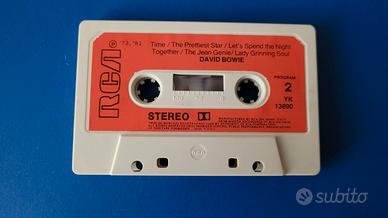 RCA
℗ '73, '81
Time / The Prettiest Star / Let's Spend the Night
Together / The Jean Genie / Lady Grinning Soul
DAVID BOWIE
PROGRAM
2
YK
13890
STEREO
subito